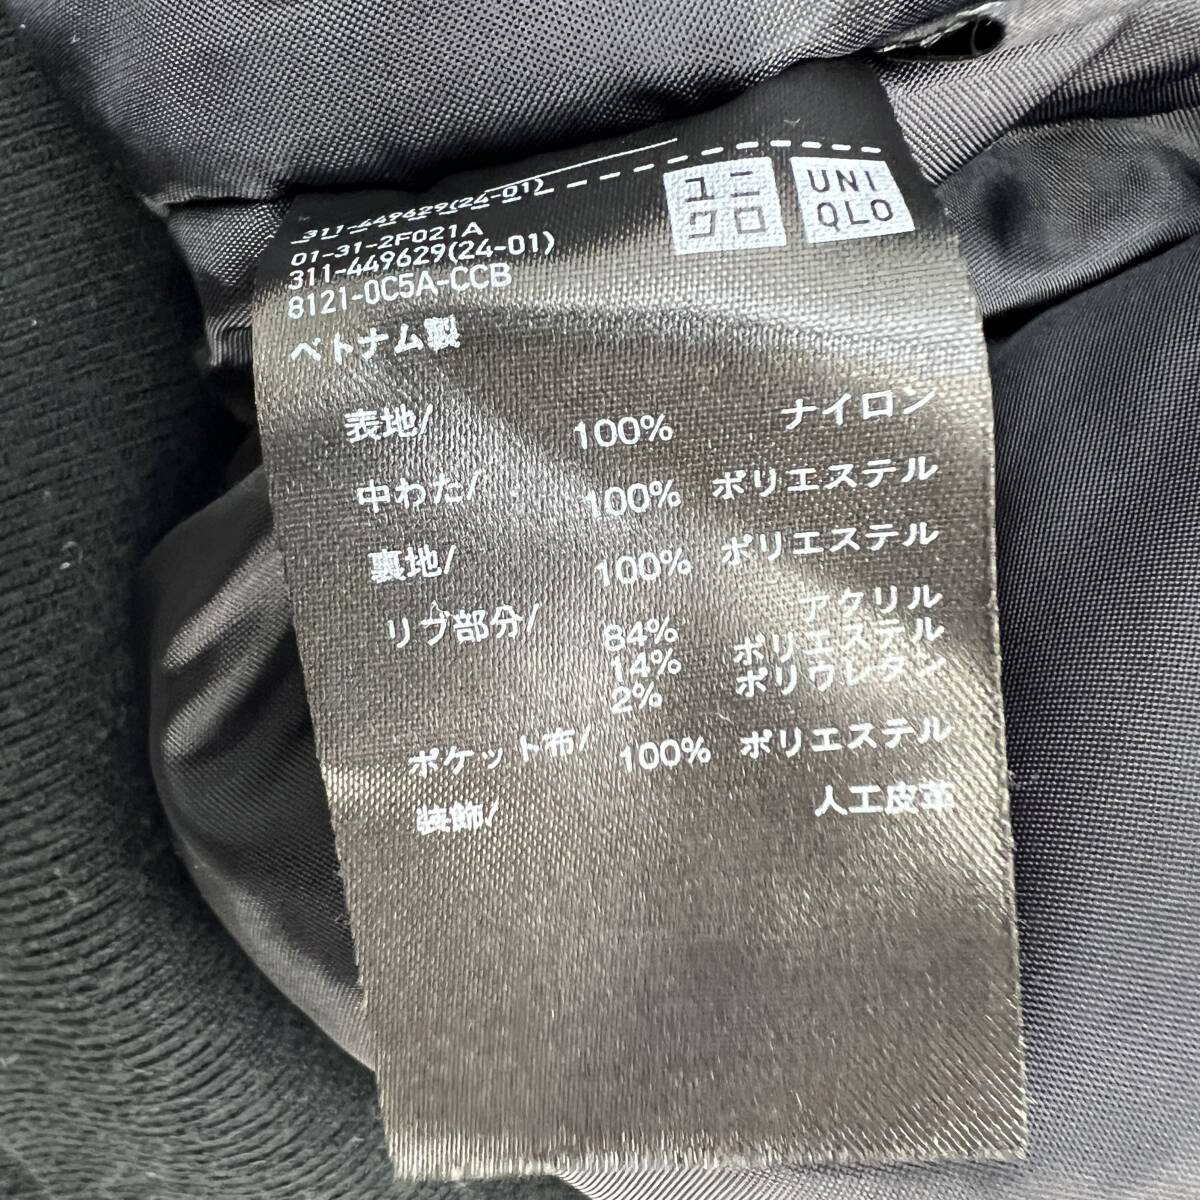 ユニ
クロ
UNI
QLO
311-449629(24-01)
01-31-2F021A
311-449629(24-01)
8121-0C5A-CCB
ベトナム製
表地/ 100% ナイロン
中わた/ 100% ポリエステル
裏地/ 100% ポリエステル
リブ部分/ 84% アクリル
14% ポリエステル
2% ポリウレタン
ポケット布/ 100% ポリエステル
装飾/ 人工皮革